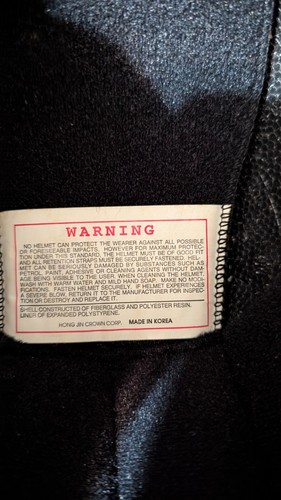 WARNING
NO HELMET CAN PROTECT THE WEARER AGAINST ALL POSSIBLE
OR FORESEEABLE IMPACTS. HOWEVER FOR MAXIMUM PROTEC-
TION UNDER THIS STANDARD, THE HELMET MUST BE OF GOOD FIT
AND ALL RETENTION STRAPS MUST BE SECURELY FASTENED. HEL-
MET CAN BE SERIOUSLY DAMAGED BY SUBSTANCES SUCH AS
PETROL, PAINT, ADHESIVE OR CLEANING AGENTS WITHOUT DAM-
AGE BEING VISIBLE TO THE USER. WHEN CLEANING THE HELMET,
WASH WITH WARM WATER AND MILD HAND SOAP. MAKE NO MODI-
FICATIONS. FASTEN HELMET SECURELY. IF HELMET EXPERIENCES
A SEVERE BLOW, RETURN IT TO THE MANUFACTURER FOR INSPEC-
TION OR DESTROY AND REPLACE IT.
SHELL CONSTRUCTED OF FIBERGLASS AND POLYESTER RESIN.
LINER OF EXPANDED POLYSTYRENE.
HONG JIN CROWN CORP. MADE IN KOREA